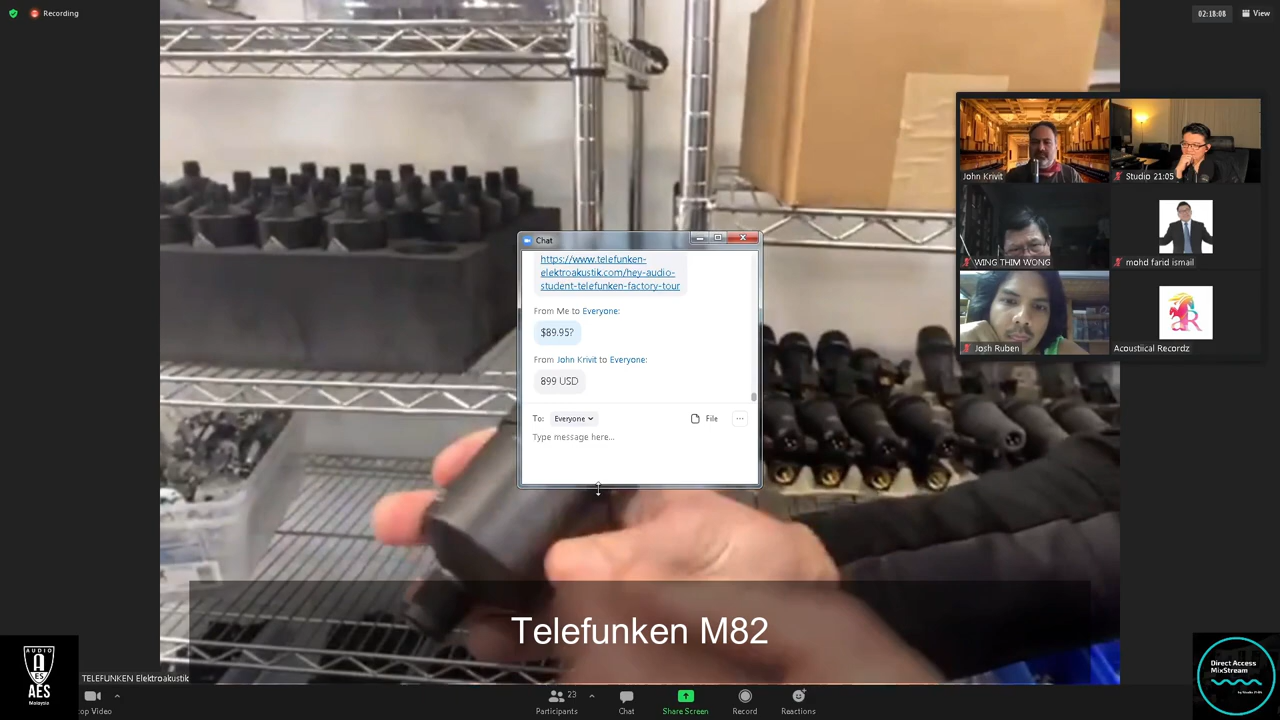 Recording
02:18:08
View
John Krivit
Studio 21:05
WING THIM WONG
mohd farid ismail
Josh Ruben
Acoustiical Recordz
Chat
https://www.telefunken-
elektroakustik.com/hey-audio-
student-telefunken-factory-tour
From Me to Everyone:
$89.95?
From John Krivit to Everyone:
899 USD
To: Everyone
File
Type message here...
Telefunken M82
AUDIO
AES
Malaysia
TELEFUNKEN Elektroakustik
op Video
Participants
23
Chat
Share Screen
Record
Reactions
Direct Access
MixStream